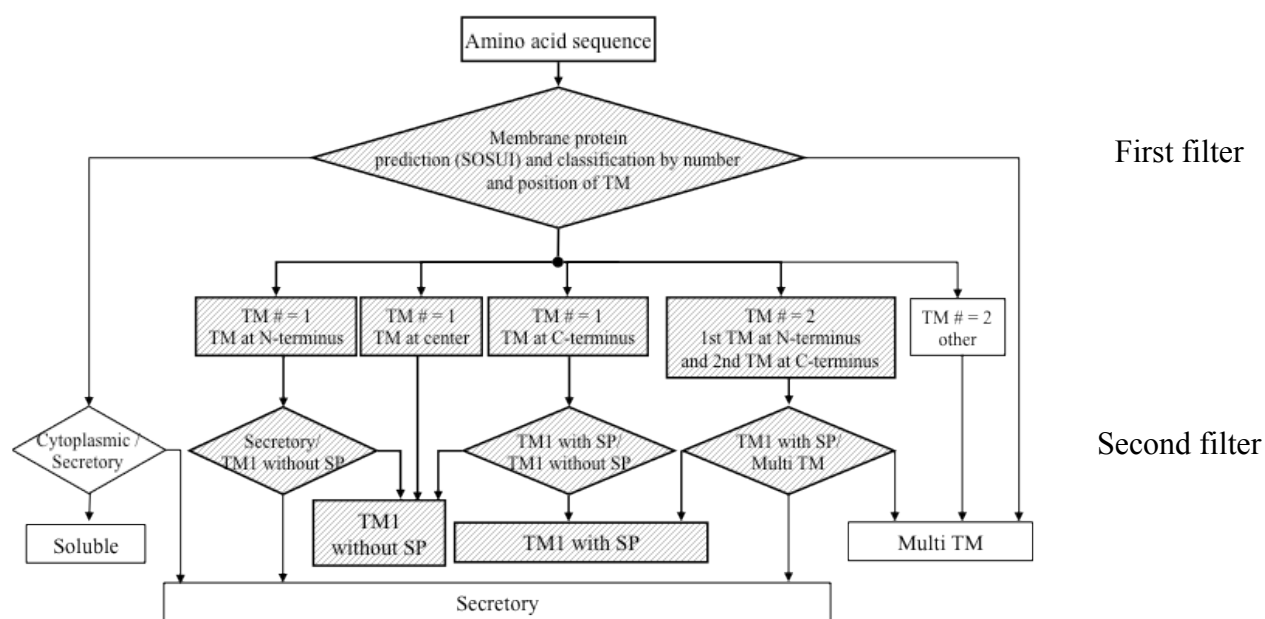 Amino acid sequence
Membrane protein
prediction (SOSUI) and classification by number
and position of TM
First filter
TM # = 1
TM at N-terminus
TM # = 1
TM at center
TM # = 1
TM at C-terminus
TM # = 2
1st TM at N-terminus
and 2nd TM at C-terminus
TM # = 2
other
Cytoplasmic /
Secretory
Secretory/
TM1 without SP
TM1 with SP/
TM1 without SP
TM1 with SP/
Multi TM
Second filter
Soluble
TM1
without SP
TM1 with SP
Multi TM
Secretory